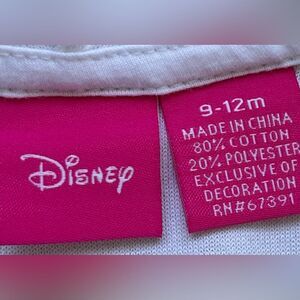 Disney
9-12m
MADE IN CHINA
80% COTTON
20% POLYESTER
EXCLUSIVE OF
DECORATION
RN#67391